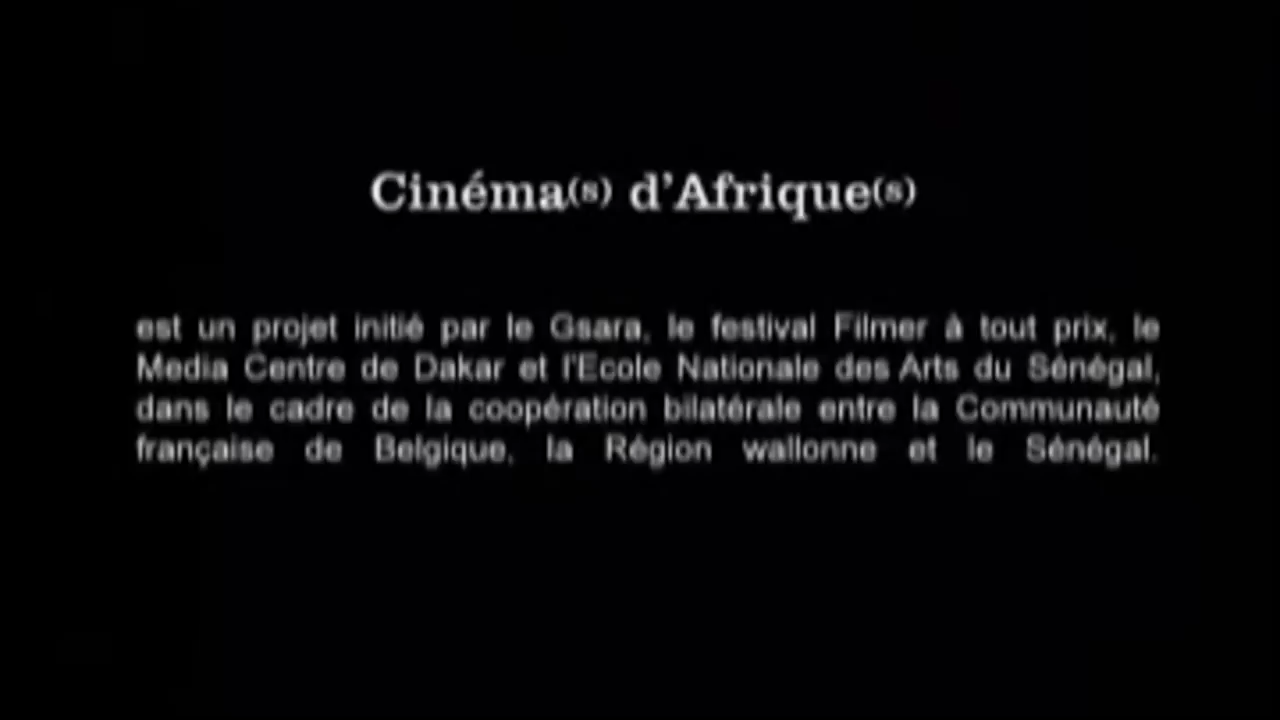 Cinéma(s) d'Afrique(s)
est un projet initié par le Gsara, le festival Filmer à tout prix, le
Media Centre de Dakar et l'Ecole Nationale des Arts du Sénégal,
dans le cadre de la coopération bilatérale entre la Communauté
française de Belgique, la Région wallonne et le Sénégal.